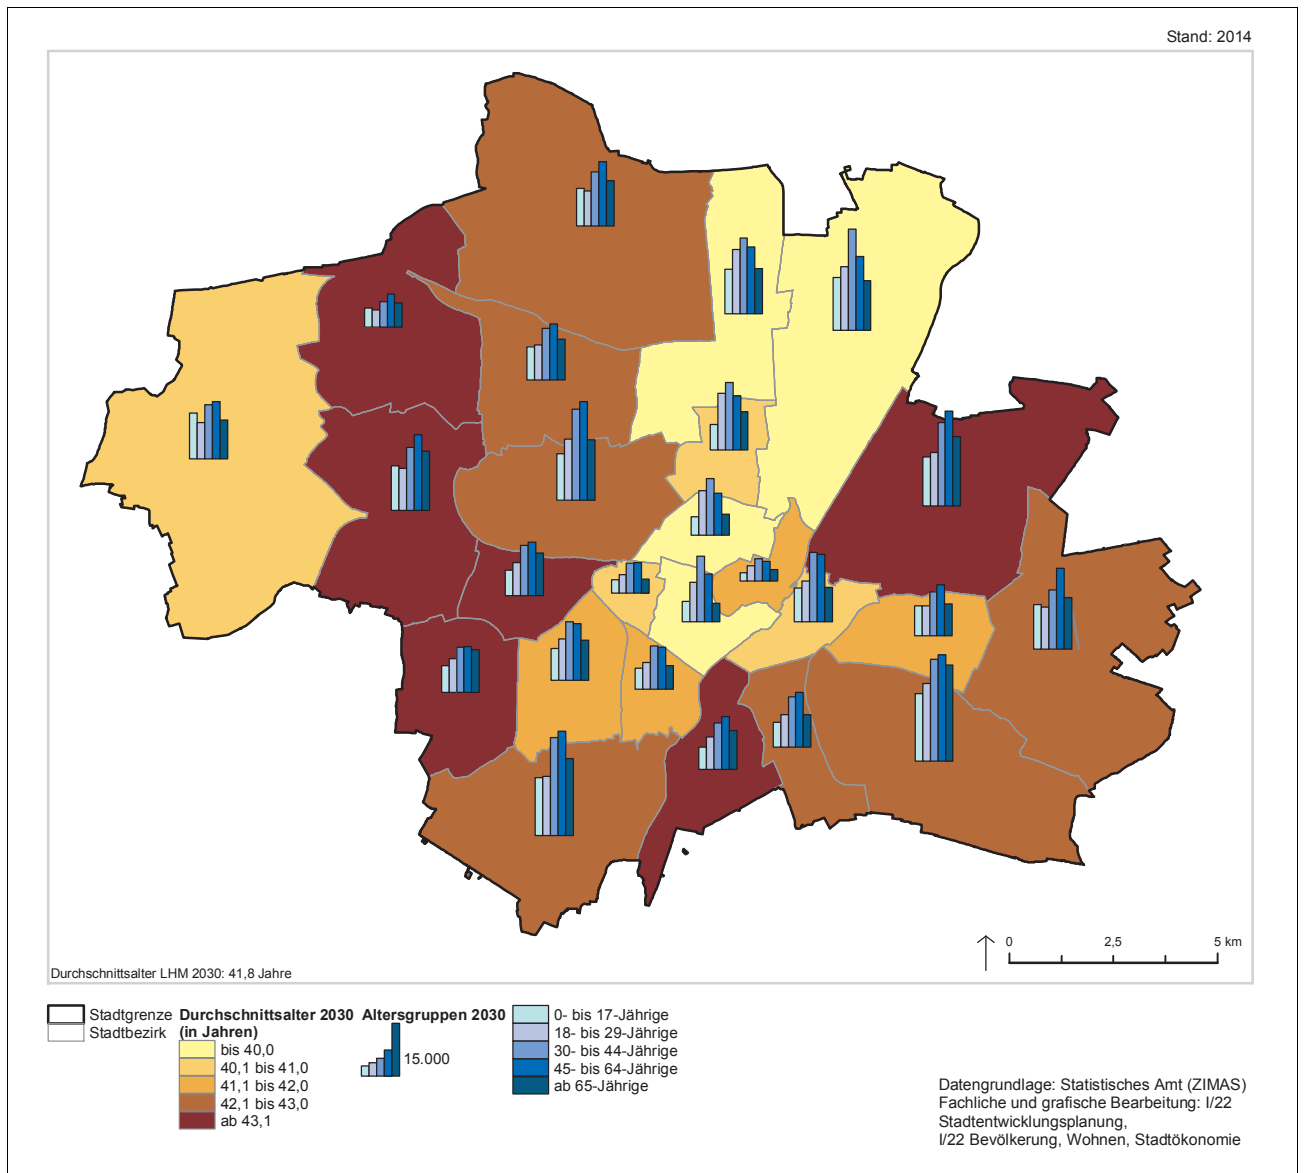 Stand: 2014
0
2,5
5 km
Durchschnittsalter LHM 2030: 41,8 Jahre
Stadtgrenze
Stadtbezirk
Durchschnittsalter 2030
(in Jahren)
bis 40,0
40,1 bis 41,0
41,1 bis 42,0
42,1 bis 43,0
ab 43,1
Altersgruppen 2030
15.000
0- bis 17-Jährige
18- bis 29-Jährige
30- bis 44-Jährige
45- bis 64-Jährige
ab 65-Jährige
Datengrundlage: Statistisches Amt (ZIMAS)
Fachliche und grafische Bearbeitung: I/22
Stadtentwicklungsplanung,
I/22 Bevölkerung, Wohnen, Stadtökonomie